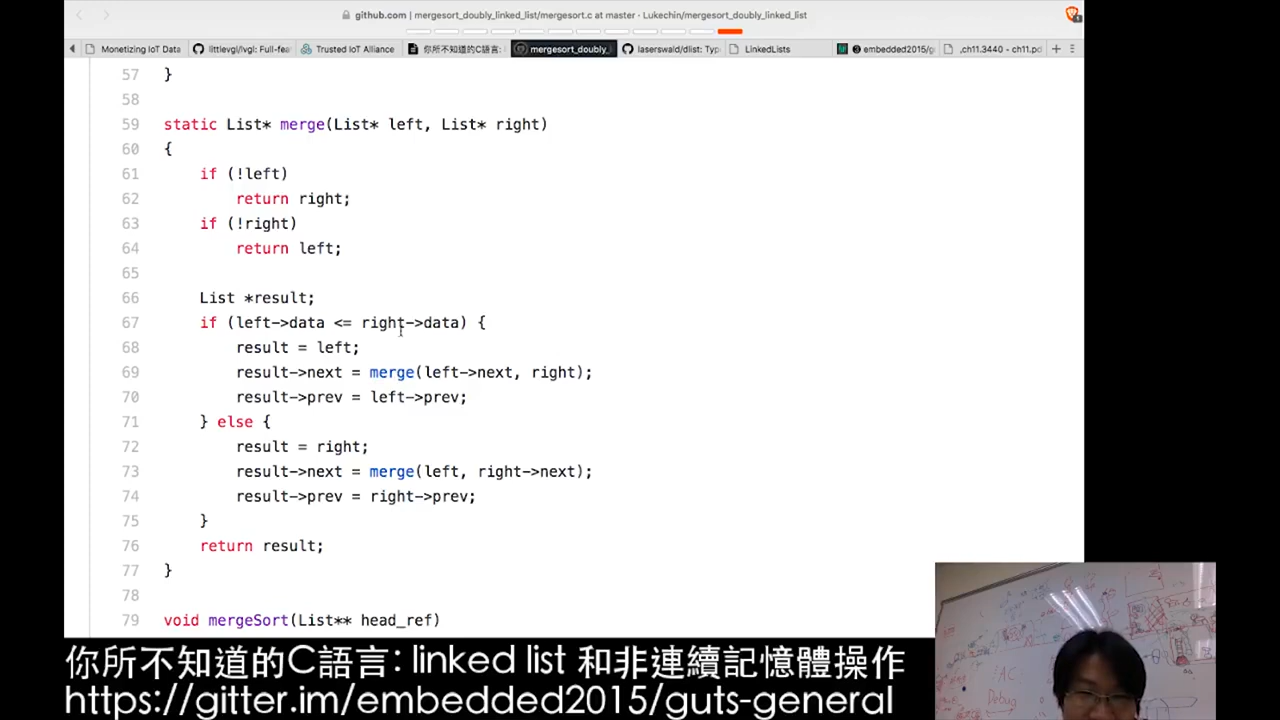 github.com | mergesort_doubly_linked_list/mergesort.c at master · Lukechin/mergesort_doubly_linked_list
Monetizing IoT Data
littlevgl/lvgl: Full-fea
Trusted IoT Alliance
你所不知道的C語言:
mergesort_doubly_
laserswald/dlist: Typ
LinkedLists
embedded2015/g
,ch11.3440 – ch11.pd
57 }
58
59 static List* merge(List* left, List* right)
60 {
61 if (!left)
62 return right;
63 if (!right)
64 return left;
65
66 List *result;
67 if (left->data <= right->data) {
68 result = left;
69 result->next = merge(left->next, right);
70 result->prev = left->prev;
71 } else {
72 result = right;
73 result->next = merge(left, right->next);
74 result->prev = right->prev;
75 }
76 return result;
77 }
78
79 void mergeSort(List** head_ref)
iAC
Debug
你所不知道的C語言: linked list 和非連續記憶體操作
https://gitter.im/embedded2015/guts-general